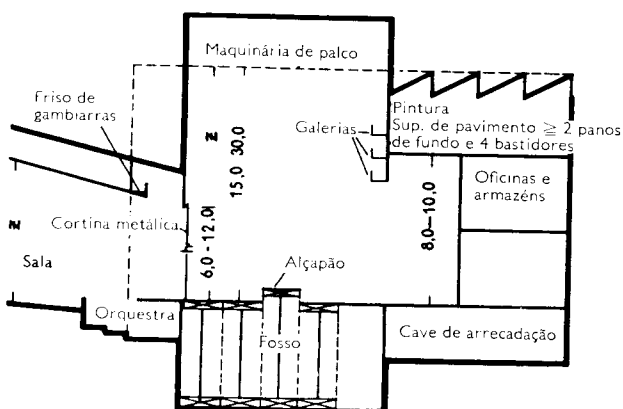 Maquinária de palco
Friso de
gambiarras
Galerias
Pintura
Sup. de pavimento ≧ 2 panos
de fundo e 4 bastidores
Oficinas e
armazéns
Cortina metálica
6,0 - 12,0
15,0 30,0
8,0–10,0
Sala
Alçapão
Orquestra
Fosso
Cave de arrecadação